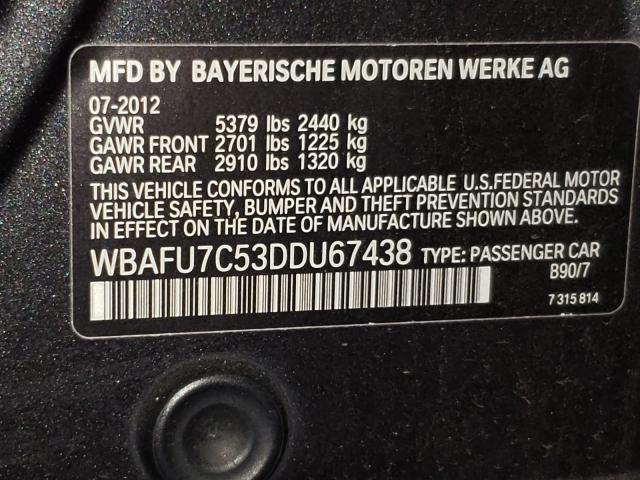 MFD BY BAYERISCHE MOTOREN WERKE AG
07-2012
GVWR 5379 lbs 2440 kg
GAWR FRONT 2701 lbs 1225 kg
GAWR REAR 2910 lbs 1320 kg
THIS VEHICLE CONFORMS TO ALL APPLICABLE U.S.FEDERAL MOTOR
VEHICLE SAFETY, BUMPER AND THEFT PREVENTION STANDARDS
IN EFFECT ON THE DATE OF MANUFACTURE SHOWN ABOVE.
WBAFU7C53DDU67438 TYPE: PASSENGER CAR
B90/7
7 315 814